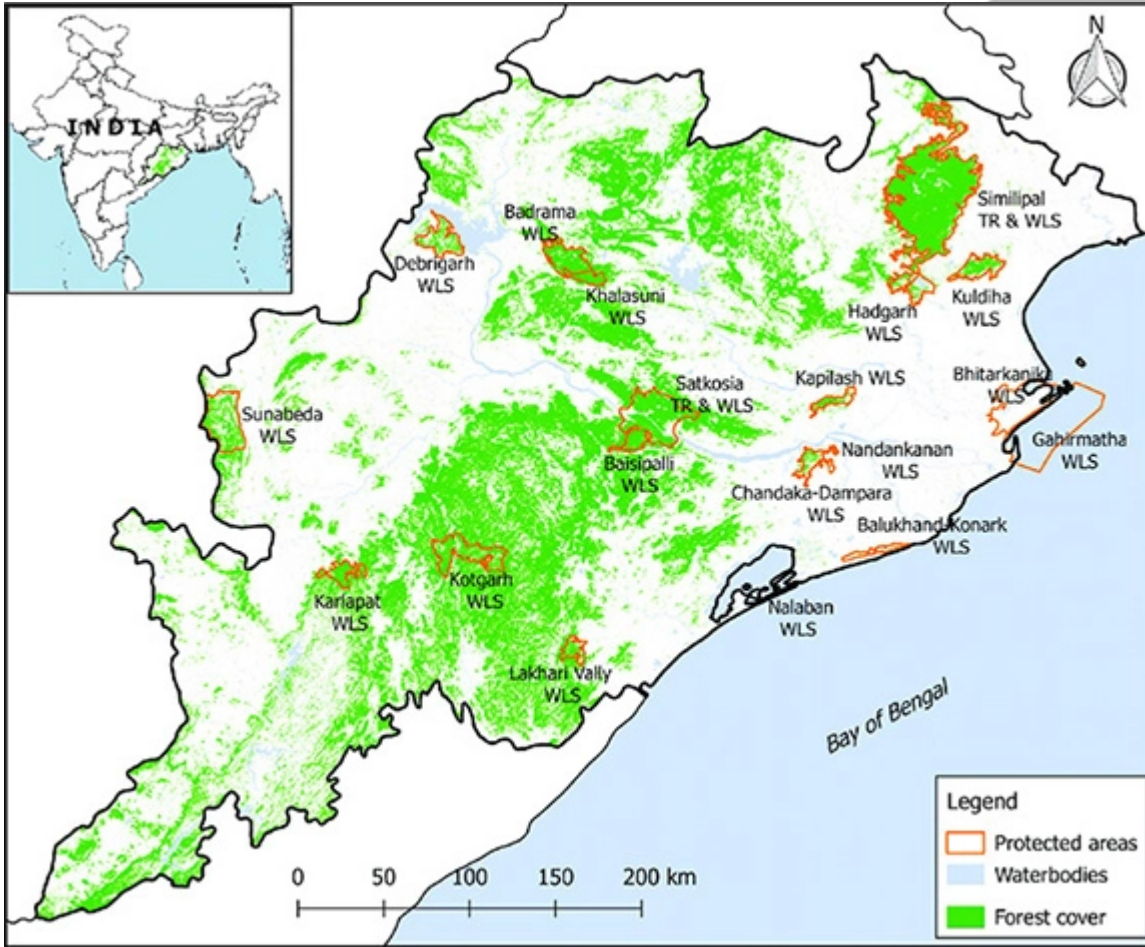 INDIA
N
Similipal
TR & WLS
Badrama
WLS
Debrigarh
WLS
Khalasuni
WLS
Hadgarh
WLS
Kuldiha
WLS
Sunabeda
WLS
Satkosia
TR & WLS
Kapilash WLS
Bhitarkanika
WLS
Gahirmatha
WLS
Baisipalli
WLS
Nandankanan
WLS
Chandaka-Dampara
WLS
Balukhand-Konark
WLS
Karlapat
WLS
Kotgarh
WLS
Nalaban
WLS
Lakhari Vally
WLS
Bay of Bengal
Legend
Protected areas
Waterbodies
Forest cover
0 50 100 150 200 km